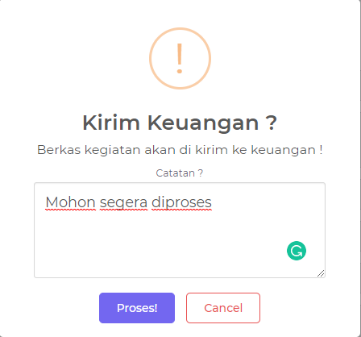 Kirim Keuangan ?
Berkas kegiatan akan di kirim ke keuangan !
Catatan ?
Mohon segera diproses
Proses!
Cancel